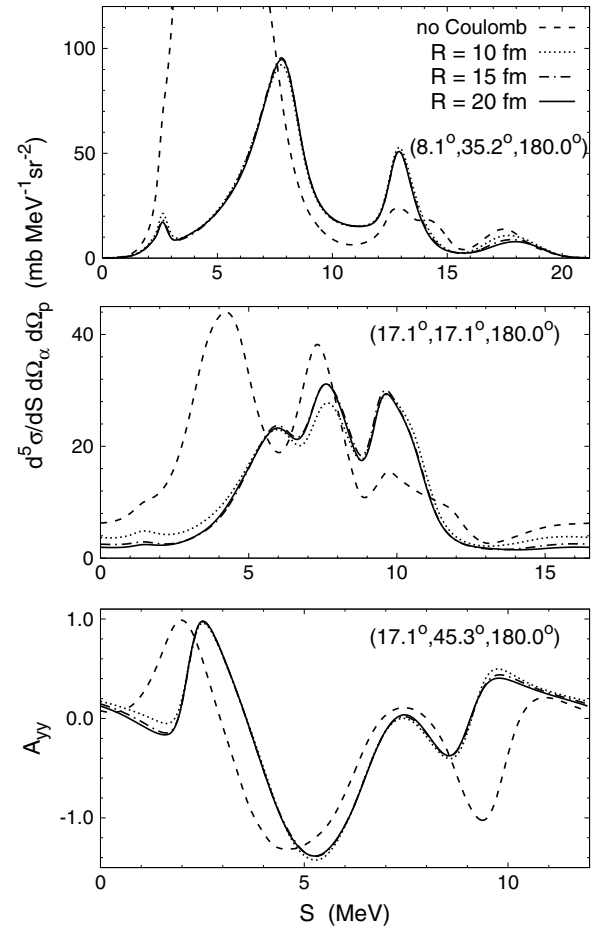 no Coulomb
R = 10 fm
R = 15 fm
R = 20 fm
(8.1°,35.2°,180.0°)
100
50
0
0 5 10 15 20
d⁵σ/dS dΩα dΩp (mb MeV⁻¹sr⁻²)
(17.1°,17.1°,180.0°)
40
20
0
0 5 10 15
(17.1°,45.3°,180.0°)
1.0
0.0
-1.0
Ayy
0 5 10
S (MeV)